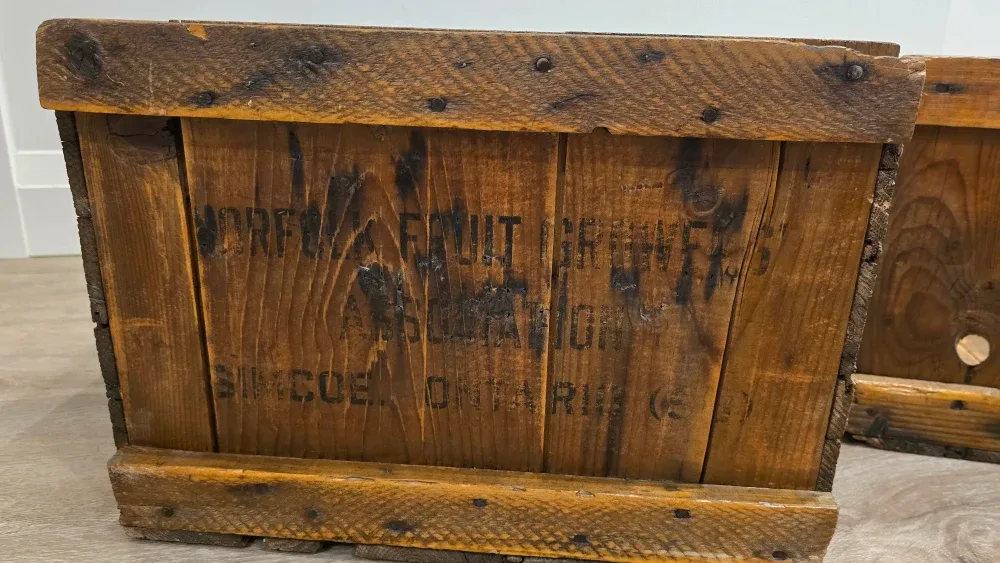 NORFOLK FRUIT GROWERS'
ASSOCIATION
SIMCOE. ONTARIO